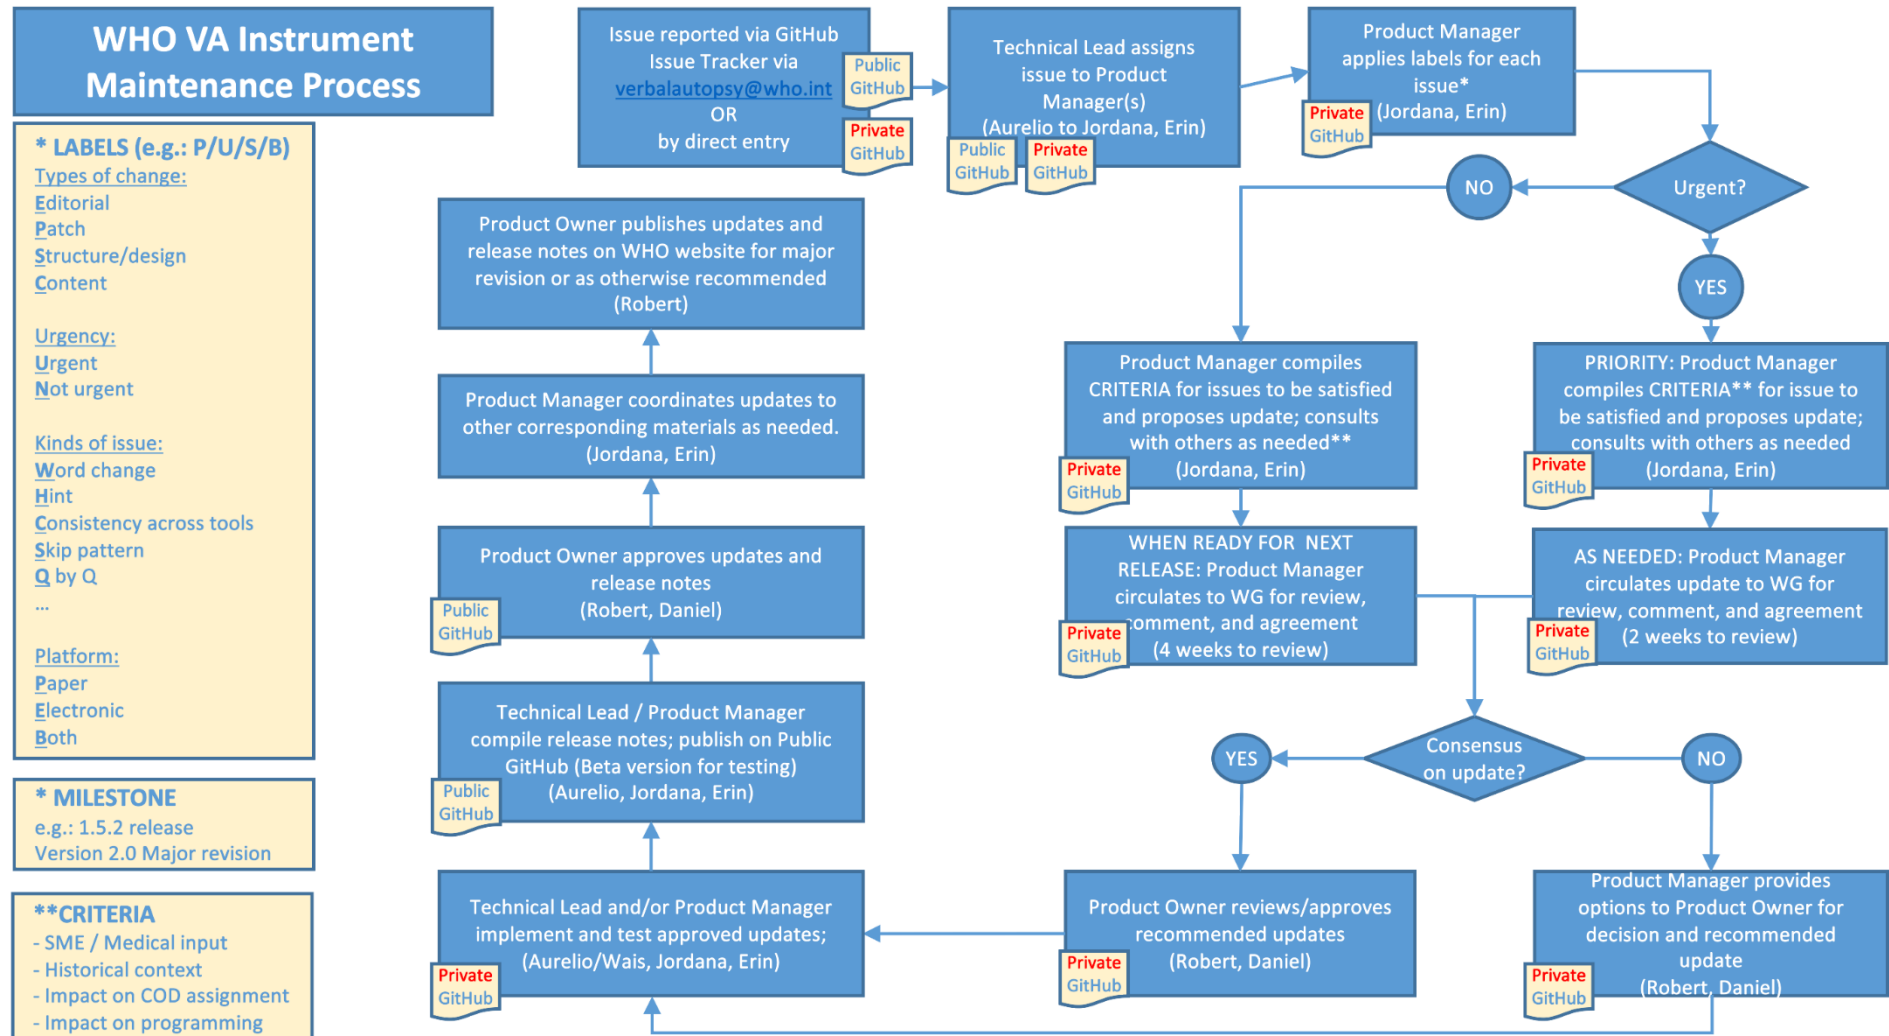 WHO VA Instrument
Maintenance Process
* LABELS (e.g.: P/U/S/B)
Types of change:
Editorial
Patch
Structure/design
Content
Urgency:
Urgent
Not urgent
Kinds of issue:
Word change
Hint
Consistency across tools
Skip pattern
Q by Q
...
Platform:
Paper
Electronic
Both
* MILESTONE
e.g.: 1.5.2 release
Version 2.0 Major revision
**CRITERIA
- SME / Medical input
- Historical context
- Impact on COD assignment
- Impact on programming
Issue reported via GitHub
Issue Tracker via
verbalautopsy@who.int
OR
by direct entry
Public
GitHub
Private
GitHub
Technical Lead assigns
issue to Product
Manager(s)
(Aurelio to Jordana, Erin)
Public
GitHub
Private
GitHub
Product Manager
applies labels for each
issue*
(Jordana, Erin)
Private
GitHub
Urgent?
NO
YES
Product Manager compiles
CRITERIA for issues to be satisfied
and proposes update; consults
with others as needed**
(Jordana, Erin)
Private
GitHub
PRIORITY: Product Manager
compiles CRITERIA** for issue to
be satisfied and proposes update;
consults with others as needed
(Jordana, Erin)
Private
GitHub
WHEN READY FOR NEXT
RELEASE: Product Manager
circulates to WG for review,
comment, and agreement
(4 weeks to review)
Private
GitHub
AS NEEDED: Product Manager
circulates update to WG for
review, comment, and agreement
(2 weeks to review)
Private
GitHub
Consensus
on update?
YES
NO
Product Owner reviews/approves
recommended updates
(Robert, Daniel)
Private
GitHub
Product Manager provides
options to Product Owner for
decision and recommended
update
(Robert, Daniel)
Private
GitHub
Technical Lead and/or Product Manager
implement and test approved updates;
(Aurelio/Wais, Jordana, Erin)
Private
GitHub
Technical Lead / Product Manager
compile release notes; publish on Public
GitHub (Beta version for testing)
(Aurelio, Jordana, Erin)
Public
GitHub
Product Owner approves updates and
release notes
(Robert, Daniel)
Public
GitHub
Product Manager coordinates updates to
other corresponding materials as needed.
(Jordana, Erin)
Product Owner publishes updates and
release notes on WHO website for major
revision or as otherwise recommended
(Robert)